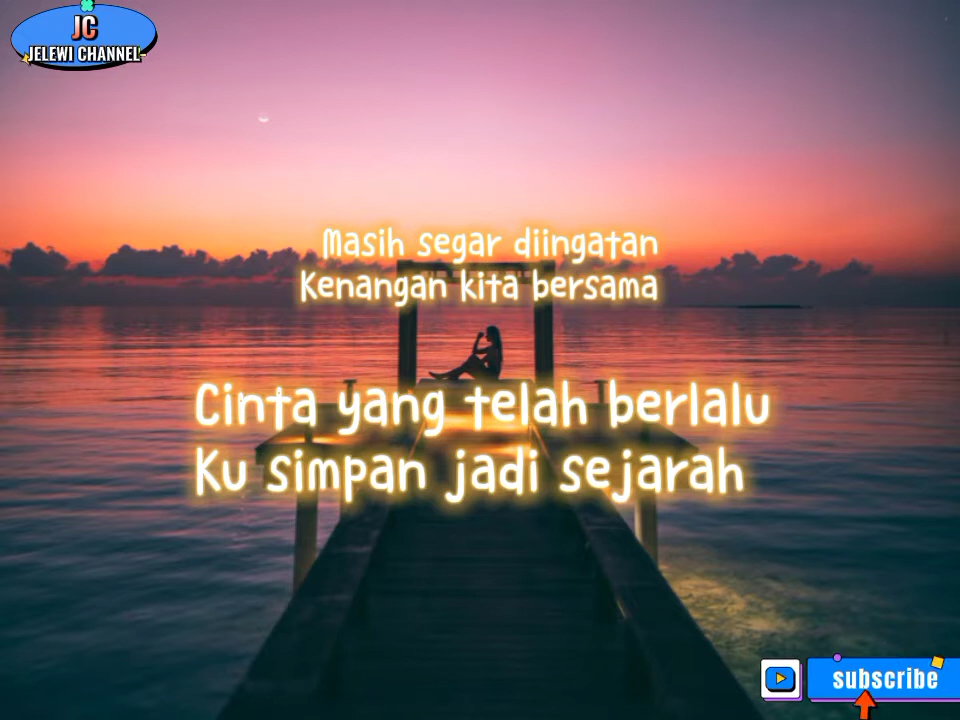 JC
JELEWI CHANNEL
Masih segar diingatan
Kenangan kita bersama
Cinta yang telah berlalu
Ku simpan jadi sejarah
subscribe